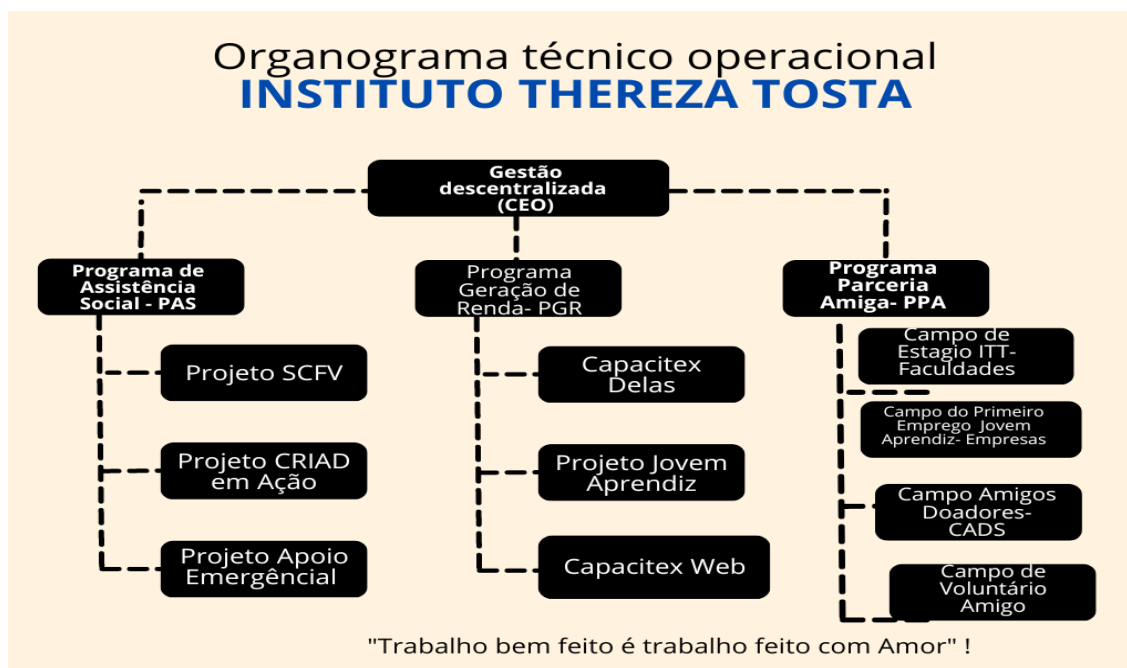 Organograma técnico operacional
INSTITUTO THEREZA TOSTA
Gestão
descentralizada
(CEO)
Programa de
Assistência
Social - PAS
Projeto SCFV
Projeto CRIAD
em Ação
Projeto Apoio
Emergêncial
Programa
Geração de
Renda- PGR
Capacitex
Delas
Projeto Jovem
Aprendiz
Capacitex Web
Programa
Parceria
Amiga- PPA
Campo de
Estagio ITT-
Faculdades
Campo do Primeiro
Emprego Jovem
Aprendiz- Empresas
Campo Amigos
Doadores-
CADS
Campo de
Voluntário
Amigo
"Trabalho bem feito é trabalho feito com Amor" !